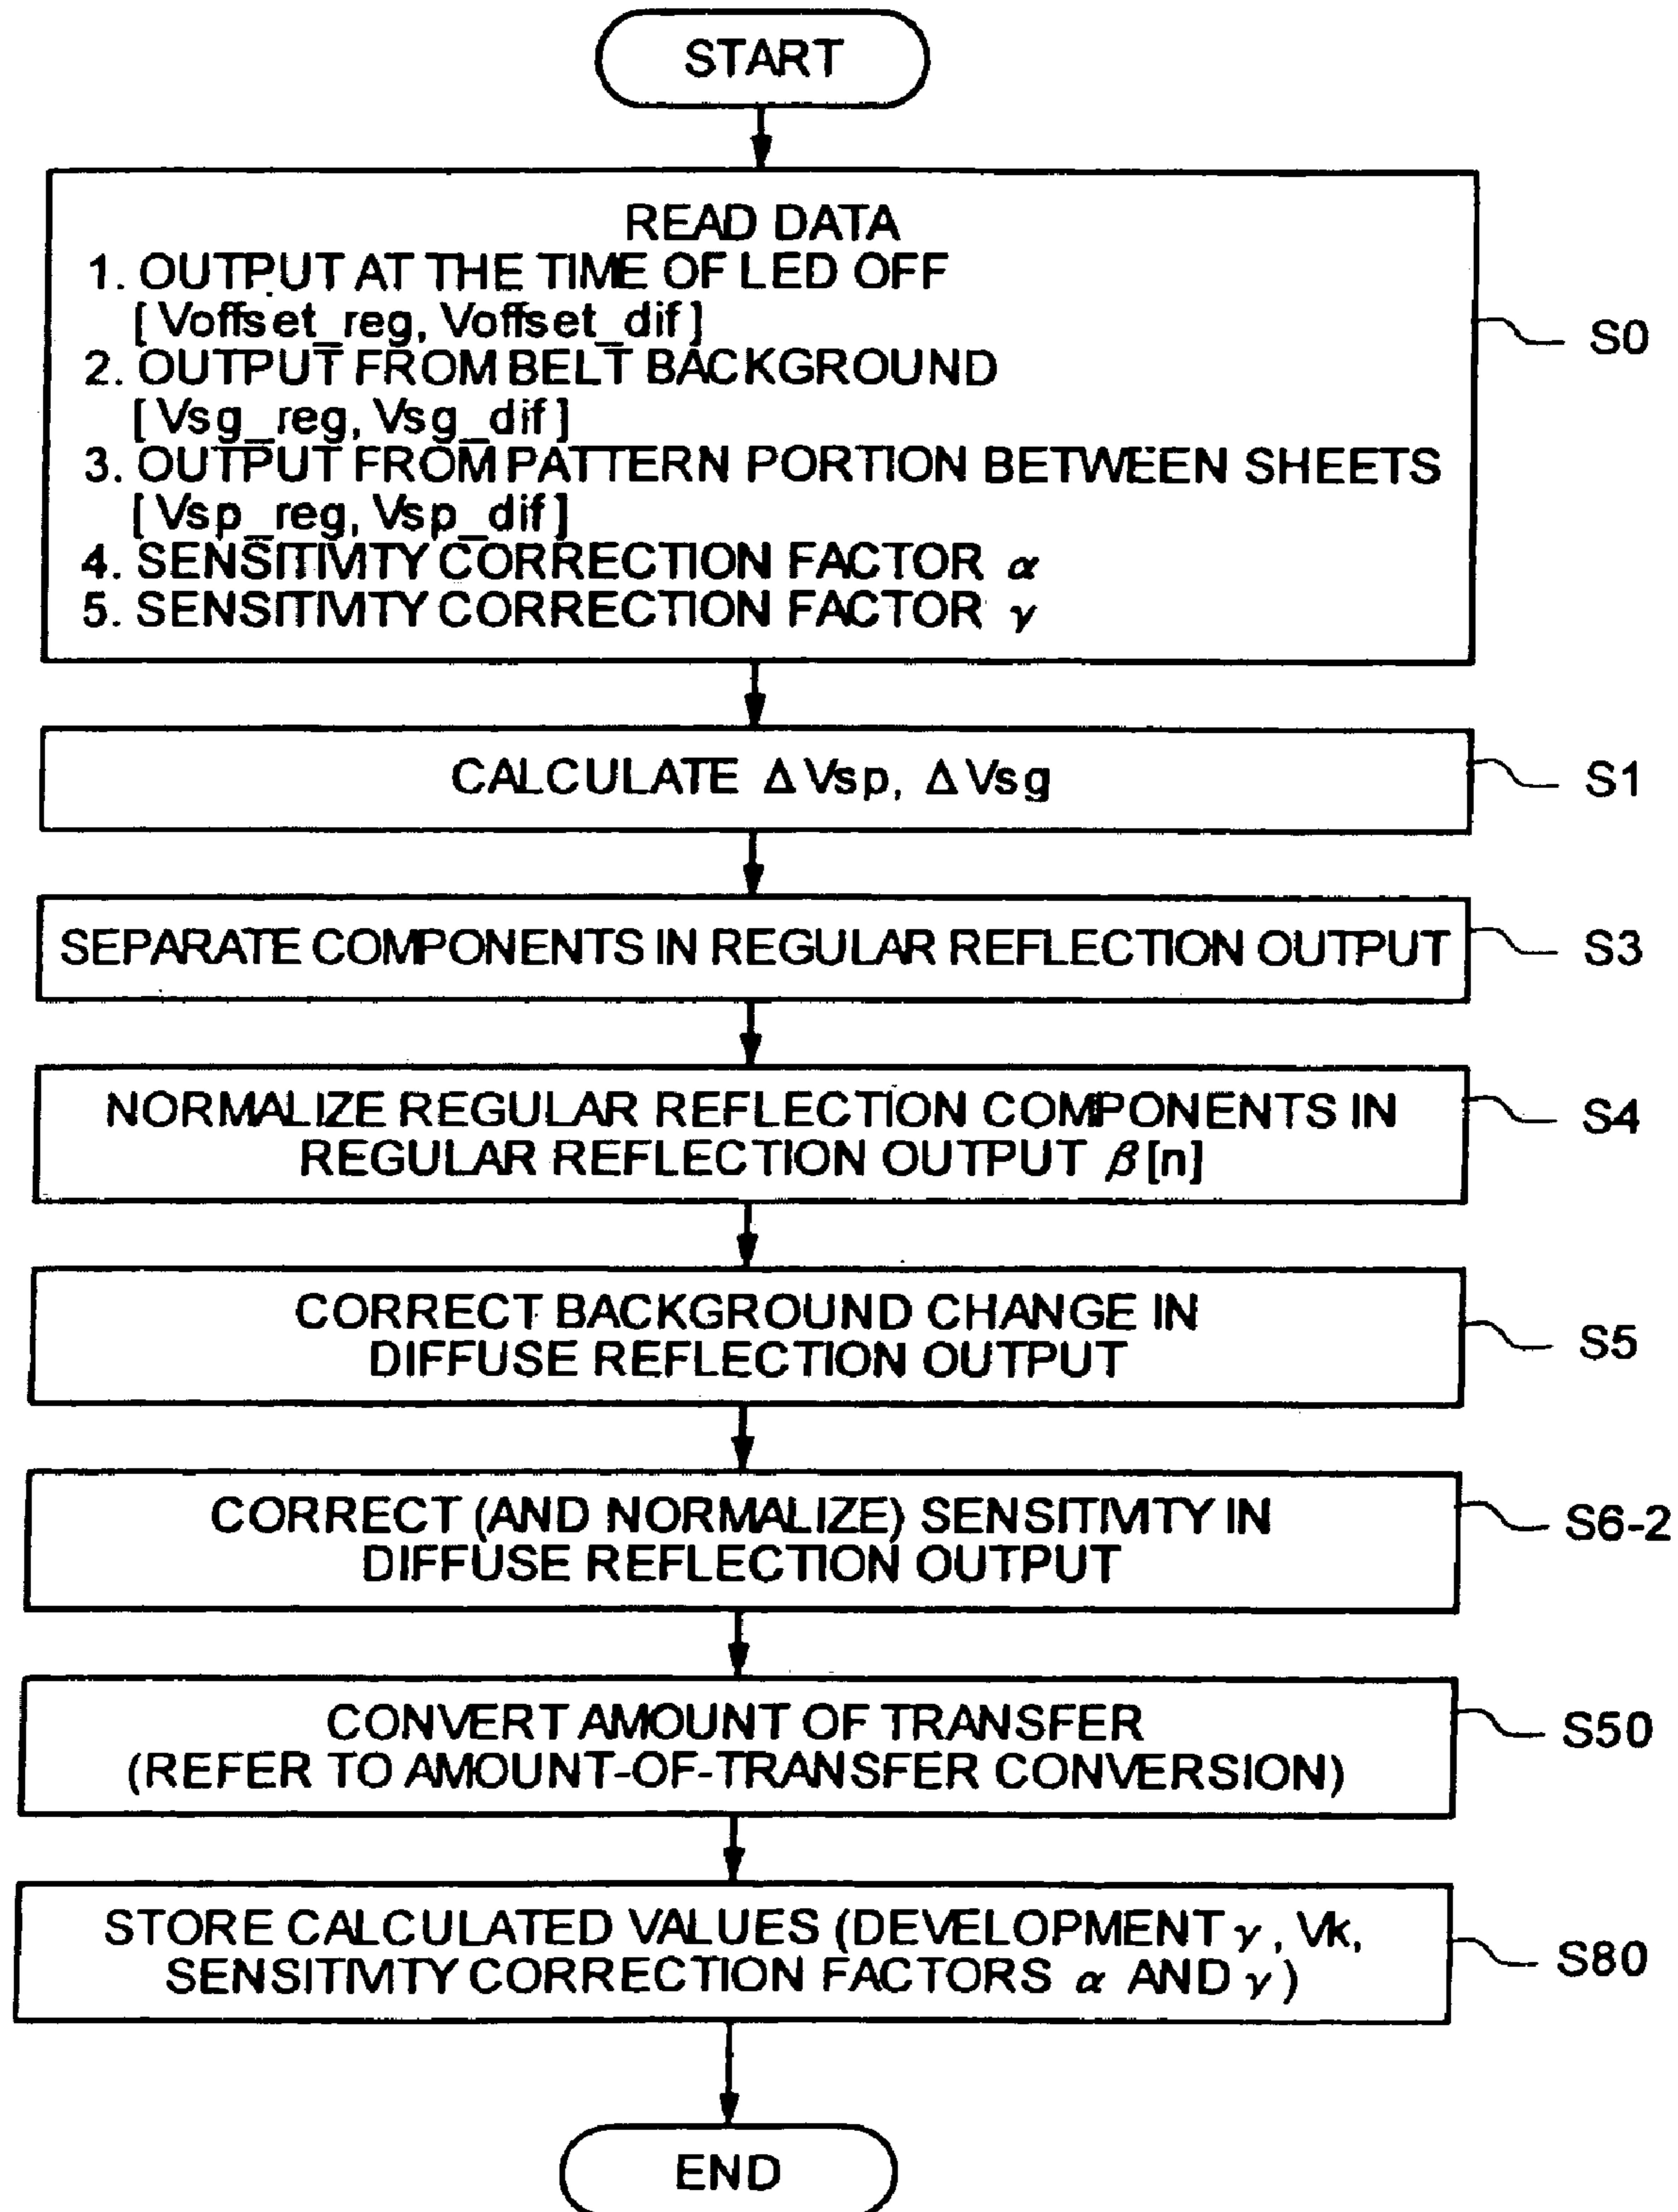 START
READ DATA
1. OUTPUT AT THE TIME OF LED OFF
[Voffset_reg, Voffset_dif]
2. OUTPUT FROM BELT BACKGROUND
[Vsg_reg, Vsg_dif]
3. OUTPUT FROM PATTERN PORTION BETWEEN SHEETS
[Vsp_reg, Vsp_dif]
4. SENSITIVITY CORRECTION FACTOR α
5. SENSITIVITY CORRECTION FACTOR γ
S0
CALCULATE ΔVsp, ΔVsg
S1
SEPARATE COMPONENTS IN REGULAR REFLECTION OUTPUT
S3
NORMALIZE REGULAR REFLECTION COMPONENTS IN
REGULAR REFLECTION OUTPUT β[n]
S4
CORRECT BACKGROUND CHANGE IN
DIFFUSE REFLECTION OUTPUT
S5
CORRECT (AND NORMALIZE) SENSITIVITY IN
DIFFUSE REFLECTION OUTPUT
S6-2
CONVERT AMOUNT OF TRANSFER
(REFER TO AMOUNT-OF-TRANSFER CONVERSION)
S50
STORE CALCULATED VALUES (DEVELOPMENT γ, Vk,
SENSITIVITY CORRECTION FACTORS α AND γ)
S80
END